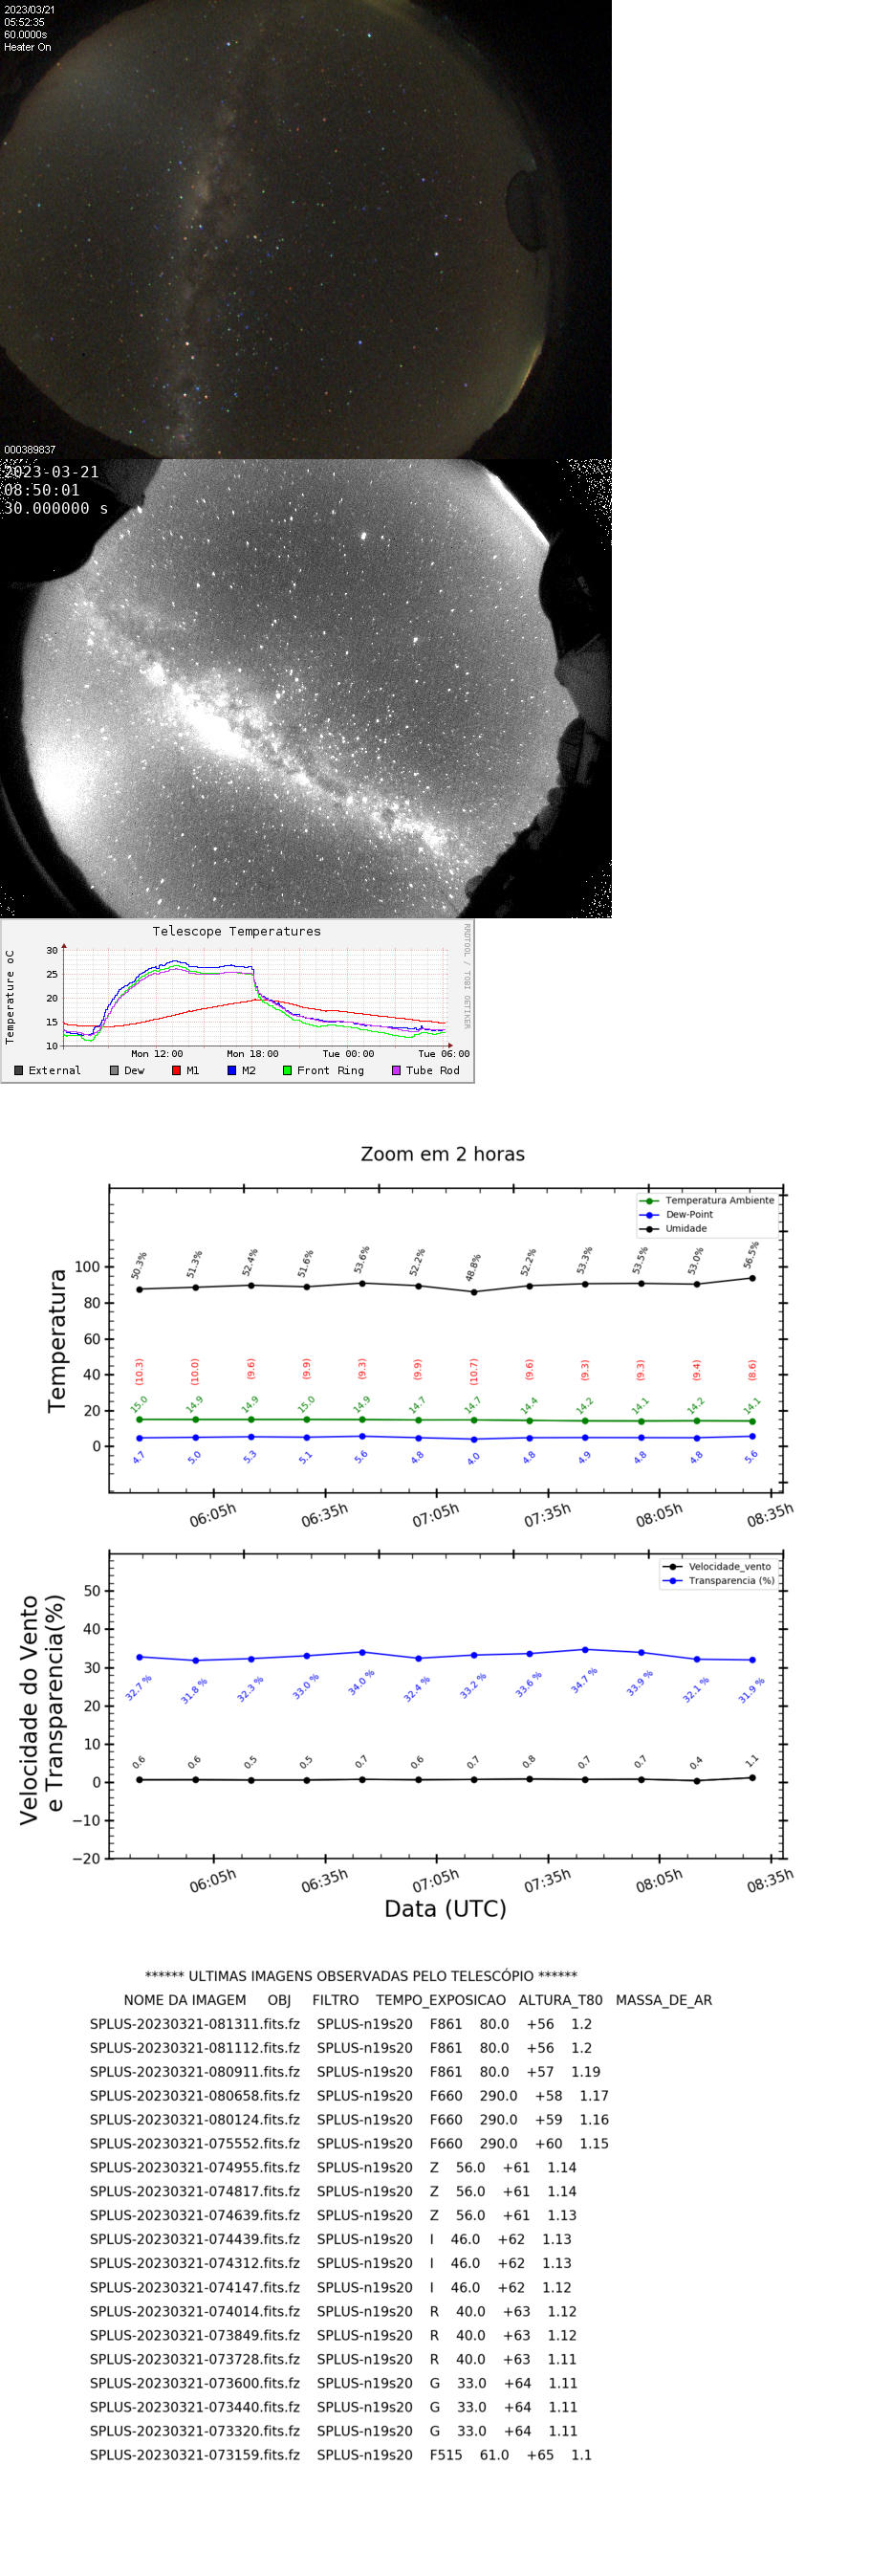 2023/03/21
05:52:35
60.0000s
Heater On
000389837
2023-03-21
08:50:01
30.000000 s
Telescope Temperatures
RRDTOOL / TOBI OETIKER
Temperature oC
30
25
20
15
10
Mon 12:00 Mon 18:00 Tue 00:00 Tue 06:00
External Dew M1 M2 Front Ring Tube Rod
Zoom em 2 horas
Temperatura Ambiente
Dew-Point
Umidade
Temperatura
100
80
60
40
20
0
50.3% 51.3% 52.4% 51.6% 53.6% 52.2% 48.8% 52.2% 53.3% 53.5% 53.0% 56.5%
(10.3) (10.0) (9.6) (9.9) (9.3) (9.9) (10.7) (9.6) (9.3) (9.3) (9.4) (8.6)
15.0 14.9 14.9 15.0 14.9 14.7 14.7 14.4 14.2 14.1 14.2 14.1
4.7 5.0 5.3 5.1 5.6 4.8 4.0 4.8 4.9 4.8 4.8 5.6
06:05h 06:35h 07:05h 07:35h 08:05h 08:35h
Velocidade_vento
Transparencia (%)
Velocidade do Vento
e Transparencia(%)
50
40
30
20
10
0
−10
−20
32.7 % 31.8 % 32.3 % 33.0 % 34.0 % 32.4 % 33.2 % 33.6 % 34.7 % 33.9 % 32.1 % 31.9 %
0.6 0.6 0.5 0.5 0.7 0.6 0.7 0.8 0.7 0.7 0.4 1.1
06:05h 06:35h 07:05h 07:35h 08:05h 08:35h
Data (UTC)
****** ULTIMAS IMAGENS OBSERVADAS PELO TELESCÓPIO ******
NOME DA IMAGEM OBJ FILTRO TEMPO_EXPOSICAO ALTURA_T80 MASSA_DE_AR
SPLUS-20230321-081311.fits.fz SPLUS-n19s20 F861 80.0 +56 1.2
SPLUS-20230321-081112.fits.fz SPLUS-n19s20 F861 80.0 +56 1.2
SPLUS-20230321-080911.fits.fz SPLUS-n19s20 F861 80.0 +57 1.19
SPLUS-20230321-080658.fits.fz SPLUS-n19s20 F660 290.0 +58 1.17
SPLUS-20230321-080124.fits.fz SPLUS-n19s20 F660 290.0 +59 1.16
SPLUS-20230321-075552.fits.fz SPLUS-n19s20 F660 290.0 +60 1.15
SPLUS-20230321-074955.fits.fz SPLUS-n19s20 Z 56.0 +61 1.14
SPLUS-20230321-074817.fits.fz SPLUS-n19s20 Z 56.0 +61 1.14
SPLUS-20230321-074639.fits.fz SPLUS-n19s20 Z 56.0 +61 1.13
SPLUS-20230321-074439.fits.fz SPLUS-n19s20 I 46.0 +62 1.13
SPLUS-20230321-074312.fits.fz SPLUS-n19s20 I 46.0 +62 1.13
SPLUS-20230321-074147.fits.fz SPLUS-n19s20 I 46.0 +62 1.12
SPLUS-20230321-074014.fits.fz SPLUS-n19s20 R 40.0 +63 1.12
SPLUS-20230321-073849.fits.fz SPLUS-n19s20 R 40.0 +63 1.12
SPLUS-20230321-073728.fits.fz SPLUS-n19s20 R 40.0 +63 1.11
SPLUS-20230321-073600.fits.fz SPLUS-n19s20 G 33.0 +64 1.11
SPLUS-20230321-073440.fits.fz SPLUS-n19s20 G 33.0 +64 1.11
SPLUS-20230321-073320.fits.fz SPLUS-n19s20 G 33.0 +64 1.11
SPLUS-20230321-073159.fits.fz SPLUS-n19s20 F515 61.0 +65 1.1